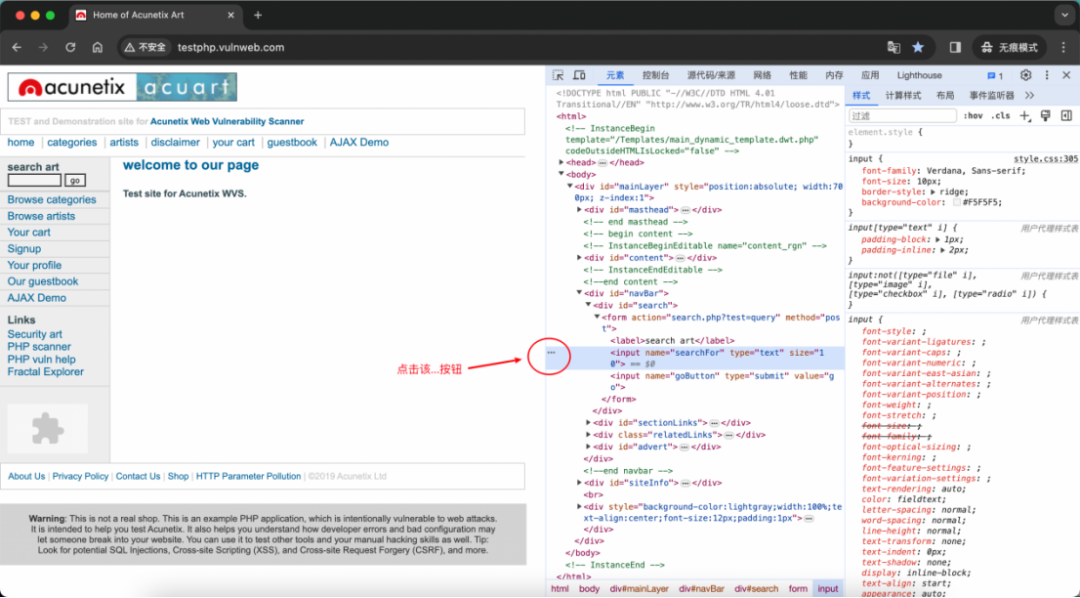 Home of Acunetix Art
不安全
testphp.vulnweb.com
无痕模式
acunetix acuart
TEST and Demonstration site for Acunetix Web Vulnerability Scanner
home | categories | artists | disclaimer | your cart | guestbook | AJAX Demo
search art
go
Browse categories
Browse artists
Your cart
Signup
Your profile
Our guestbook
AJAX Demo
Links
Security art
PHP scanner
PHP vuln help
Fractal Explorer
welcome to our page
Test site for Acunetix WVS.
点击该...按钮
About Us | Privacy Policy | Contact Us | Shop | HTTP Parameter Pollution | ©2019 Acunetix Ltd
Warning: This is not a real shop. This is an example PHP application, which is intentionally vulnerable to web attacks.
It is intended to help you test Acunetix. It also helps you understand how developer errors and bad configuration may
let someone break into your website. You can use it to test other tools and your manual hacking skills as well. Tip:
Look for potential SQL Injections, Cross-site Scripting (XSS), and Cross-site Request Forgery (CSRF), and more.
元素 控制台 源代码/来源 网络 性能 内存 应用 Lighthouse 1
<!DOCTYPE html PUBLIC "-//W3C//DTD HTML 4.01
Transitional//EN" "http://www.w3.org/TR/html4/loose.dtd">
<html>
<!-- InstanceBegin
template="/Templates/main_dynamic_template.dwt.php"
codeOutsideHTMLIsLocked="false" -->
<head>…</head>
<body>
<div id="mainLayer" style="position:absolute; width:70
0px; z-index:1">
<div id="masthead">…</div>
<!-- end masthead -->
<!-- begin content -->
<!-- InstanceBeginEditable name="content_rgn" -->
<div id="content">…</div>
<!-- InstanceEndEditable -->
<!--end content -->
<div id="navBar">
<div id="search">
<form action="search.php?test=query" method="pos
t">
<label>search art</label>
<input name="searchFor" type="text" size="1
0"> == $0
<input name="goButton" type="submit" value="g
o">
</form>
</div>
<div id="sectionLinks">…</div>
<div class="relatedLinks">…</div>
<div id="advert">…</div>
</div>
<!--end navbar -->
<div id="siteInfo">…</div>
<br>
<div style="background-color:lightgray;width:100%;te
xt-align:center;font-size:12px;padding:1px">…
</div>
</div>
</body>
<!-- InstanceEnd -->
</html>
html body div#mainLayer div#navBar div#search form input
样式 计算样式 布局 事件监听器 >>
过滤 :hov .cls
element.style {
}
input { style.css:305
font-family: Verdana, Sans-serif;
font-size: 10px;
border-style: ridge;
background-color: #F5F5F5;
}
input[type="text" i] { 用户代理样式表
padding-block: 1px;
padding-inline: 2px;
}
input:not([type="file" i], 用户代理样式表
[type="image" i],
[type="checkbox" i], [type="radio" i]) {
}
input { 用户代理样式表
font-style: ;
font-variant-ligatures: ;
font-variant-caps: ;
font-variant-numeric: ;
font-variant-east-asian: ;
font-variant-alternates: ;
font-variant-position: ;
font-weight: ;
font-stretch: ;
font-size: ;
font-family: ;
font-optical-sizing: ;
font-kerning: ;
font-feature-settings: ;
font-variation-settings: ;
text-rendering: auto;
color: fieldtext;
letter-spacing: normal;
word-spacing: normal;
line-height: normal;
text-transform: none;
text-indent: 0px;
text-shadow: none;
display: inline-block;
text-align: start;
appearance: auto;